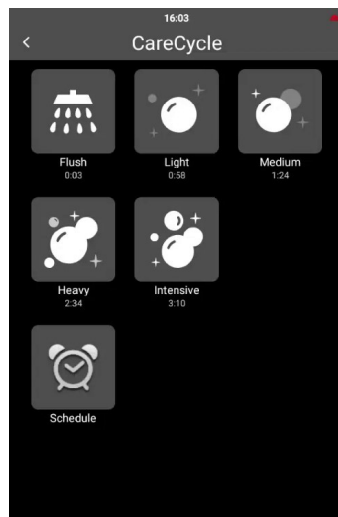 16:03
CareCycle
Flush
0:03
Light
0:58
Medium
1:24
Heavy
2:34
Intensive
3:10
Schedule